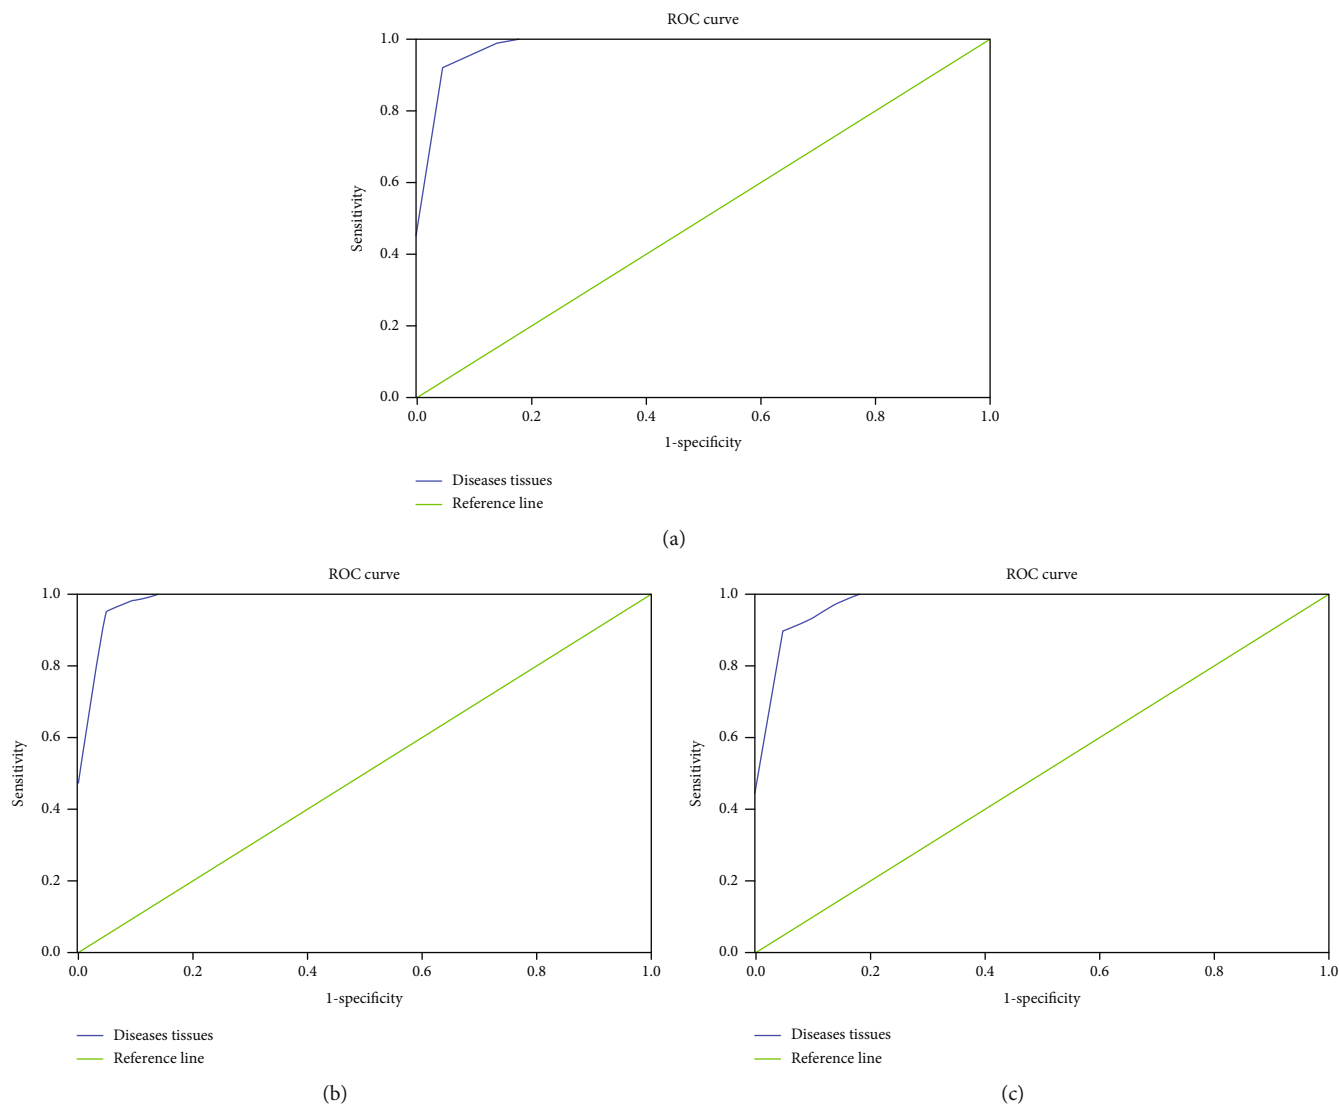 ROC curve
1.0
0.8
0.6
0.4
0.2
0.0
Sensitivity
0.0 0.2 0.4 0.6 0.8 1.0
1-specificity
Diseases tissues
Reference line
(a)
ROC curve
1.0
0.8
0.6
0.4
0.2
0.0
Sensitivity
0.0 0.2 0.4 0.6 0.8 1.0
1-specificity
Diseases tissues
Reference line
(b)
ROC curve
1.0
0.8
0.6
0.4
0.2
0.0
Sensitivity
0.0 0.2 0.4 0.6 0.8 1.0
1-specificity
Diseases tissues
Reference line
(c)